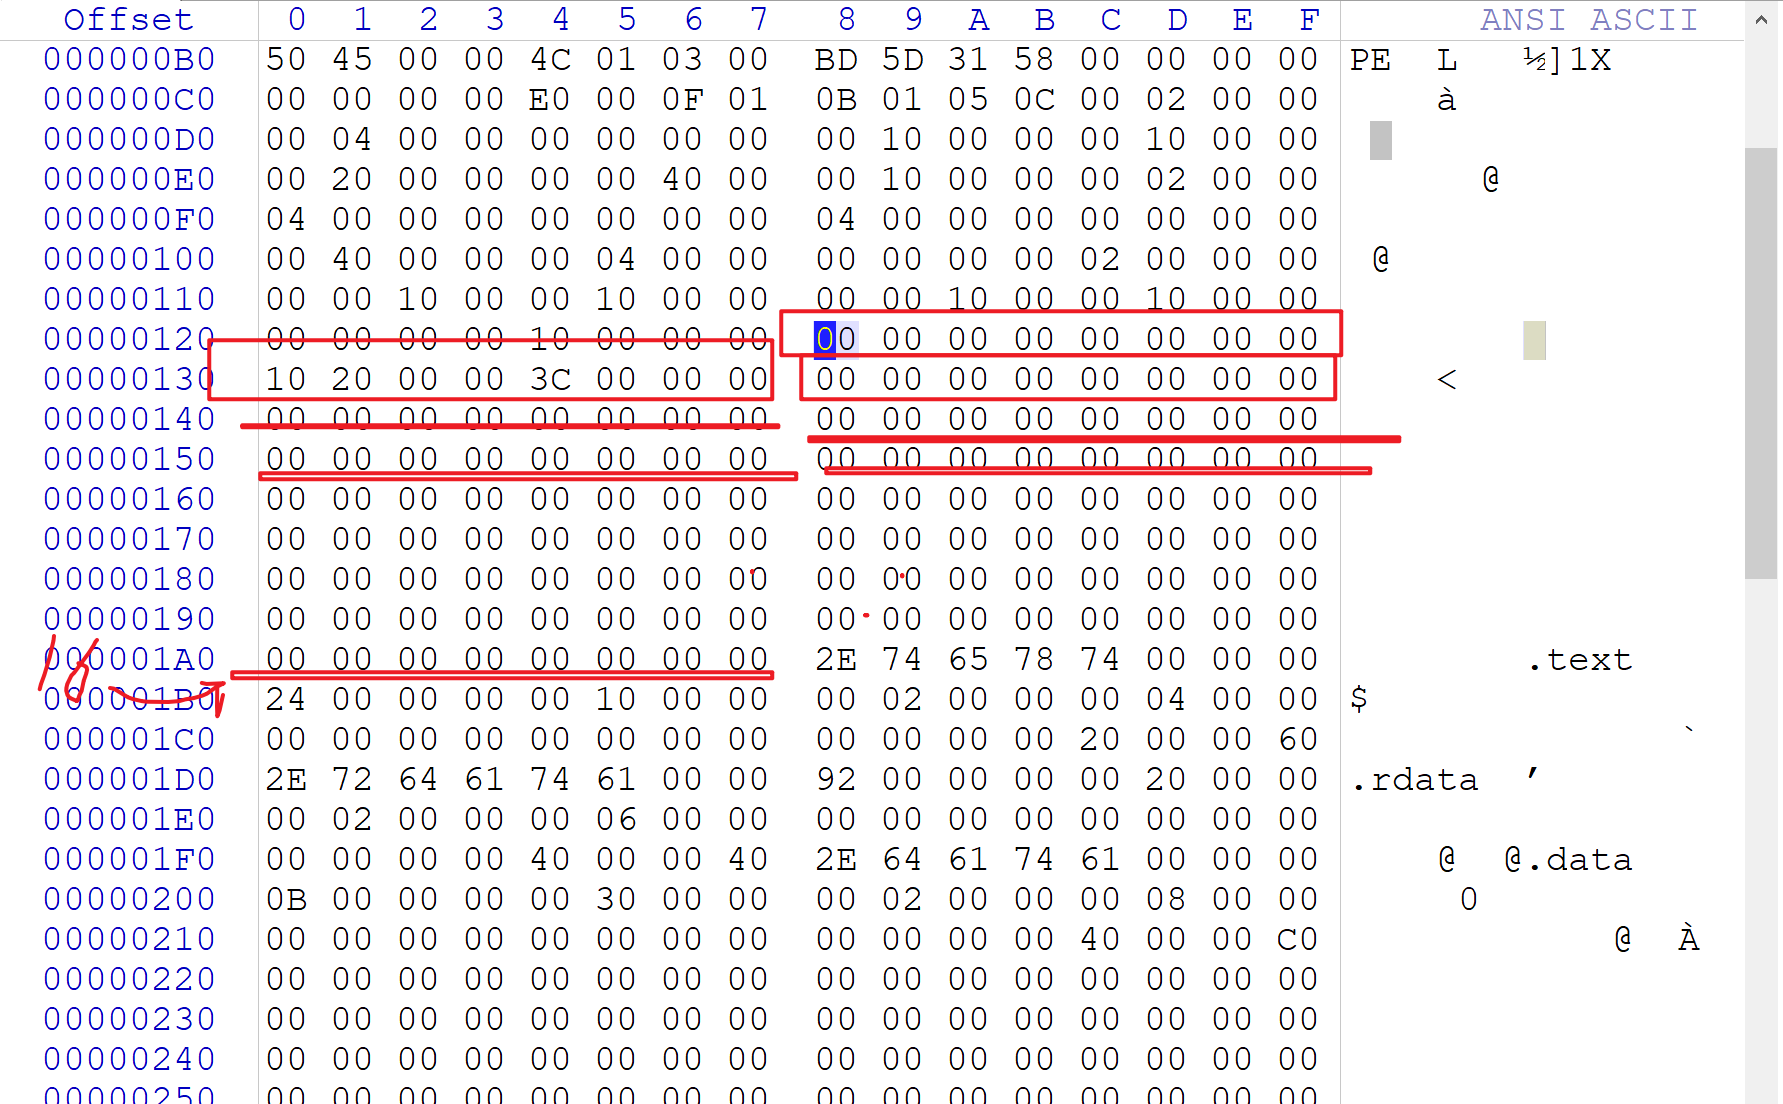 Offset 0 1 2 3 4 5 6 7 8 9 A B C D E F ANSI ASCII
000000B0 50 45 00 00 4C 01 03 00 BD 5D 31 58 00 00 00 00 PE L ½]1X
000000C0 00 00 00 00 E0 00 0F 01 0B 01 05 0C 00 02 00 00 à
000000D0 00 04 00 00 00 00 00 00 00 10 00 00 00 10 00 00
000000E0 00 20 00 00 00 00 40 00 00 10 00 00 00 02 00 00 @
000000F0 04 00 00 00 00 00 00 00 04 00 00 00 00 00 00 00
00000100 00 40 00 00 00 04 00 00 00 00 00 00 02 00 00 00 @
00000110 00 00 10 00 00 10 00 00 00 00 10 00 00 10 00 00
00000120 00 00 00 00 10 00 00 00 00 00 00 00 00 00 00 00
00000130 10 20 00 00 3C 00 00 00 00 00 00 00 00 00 00 00 <
00000140 00 00 00 00 00 00 00 00 00 00 00 00 00 00 00 00
00000150 00 00 00 00 00 00 00 00 00 00 00 00 00 00 00 00
00000160 00 00 00 00 00 00 00 00 00 00 00 00 00 00 00 00
00000170 00 00 00 00 00 00 00 00 00 00 00 00 00 00 00 00
00000180 00 00 00 00 00 00 00 00 00 00 00 00 00 00 00 00
00000190 00 00 00 00 00 00 00 00 00 00 00 00 00 00 00 00
000001A0 00 00 00 00 00 00 00 00 2E 74 65 78 74 00 00 00 .text
16
000001B0 24 00 00 00 00 10 00 00 00 02 00 00 00 04 00 00 $
000001C0 00 00 00 00 00 00 00 00 00 00 00 00 20 00 00 60 `
000001D0 2E 72 64 61 74 61 00 00 92 00 00 00 00 20 00 00 .rdata ’
000001E0 00 02 00 00 00 06 00 00 00 00 00 00 00 00 00 00
000001F0 00 00 00 00 40 00 00 40 2E 64 61 74 61 00 00 00 @ @.data
00000200 0B 00 00 00 00 30 00 00 00 02 00 00 00 08 00 00 0
00000210 00 00 00 00 00 00 00 00 00 00 00 00 40 00 00 C0 @ À
00000220 00 00 00 00 00 00 00 00 00 00 00 00 00 00 00 00
00000230 00 00 00 00 00 00 00 00 00 00 00 00 00 00 00 00
00000240 00 00 00 00 00 00 00 00 00 00 00 00 00 00 00 00
00000250 00 00 00 00 00 00 00 00 00 00 00 00 00 00 00 00